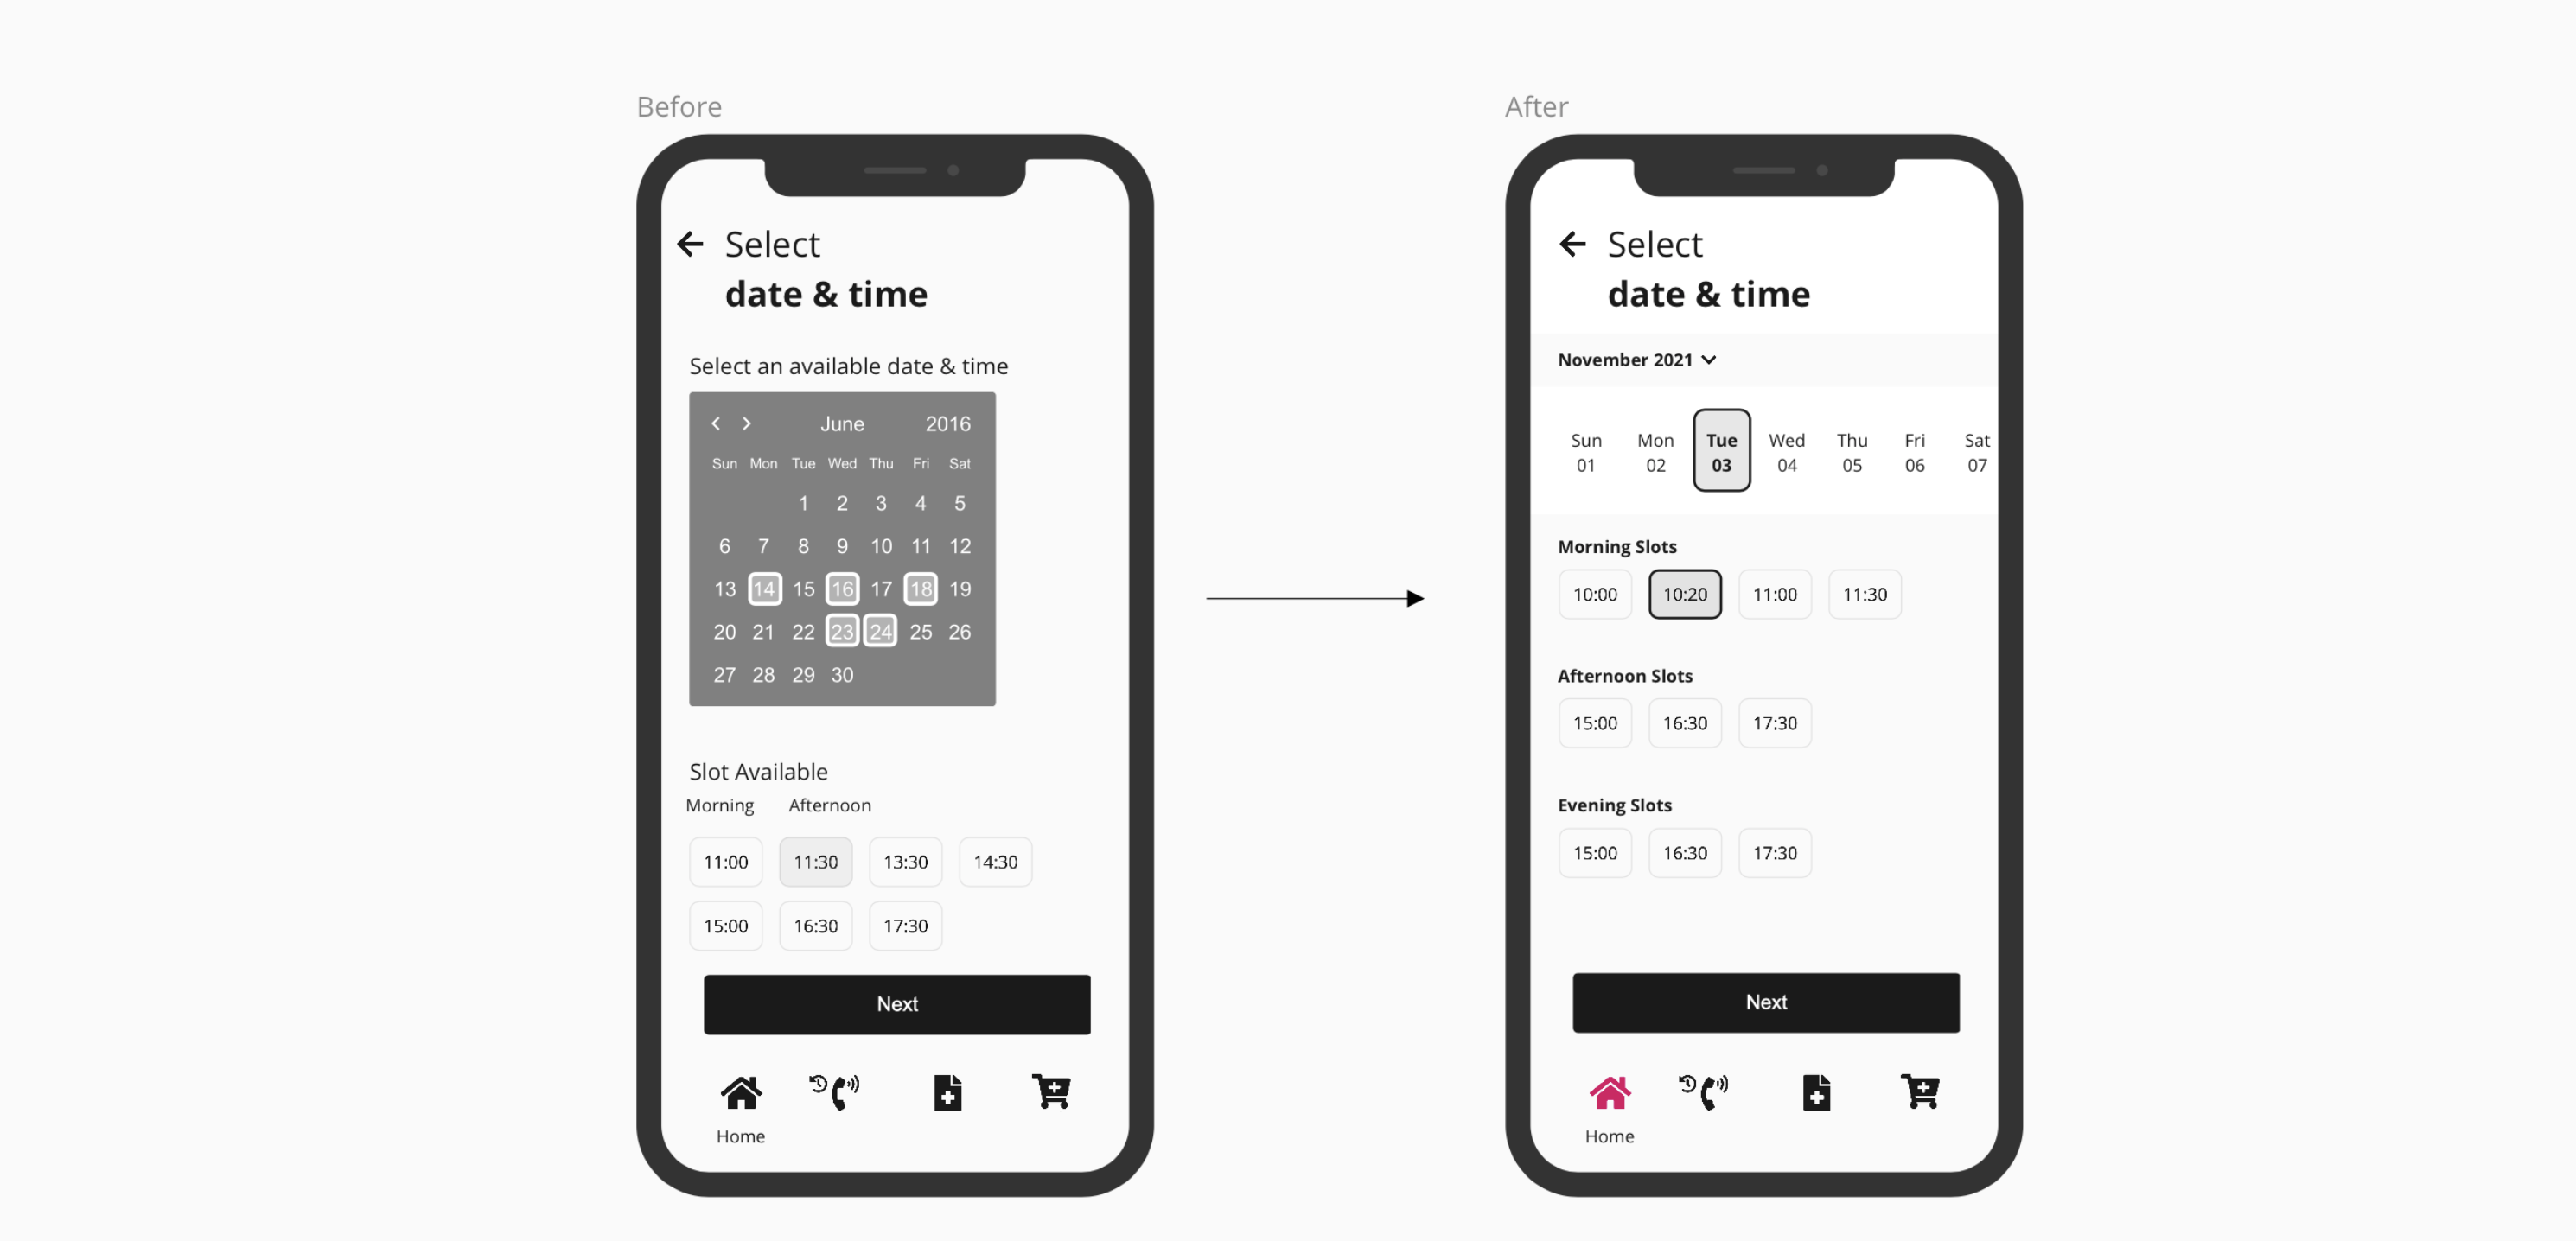 Before
Select
date & time
Select an available date & time
June 2016
Sun Mon Tue Wed Thu Fri Sat
1 2 3 4 5
6 7 8 9 10 11 12
13 14 15 16 17 18 19
20 21 22 23 24 25 26
27 28 29 30
Slot Available
Morning Afternoon
11:00 11:30 13:30 14:30
15:00 16:30 17:30
Next
Home
After
Select
date & time
November 2021
Sun Mon Tue Wed Thu Fri Sat
01 02 03 04 05 06 07
Morning Slots
10:00 10:20 11:00 11:30
Afternoon Slots
15:00 16:30 17:30
Evening Slots
15:00 16:30 17:30
Next
Home